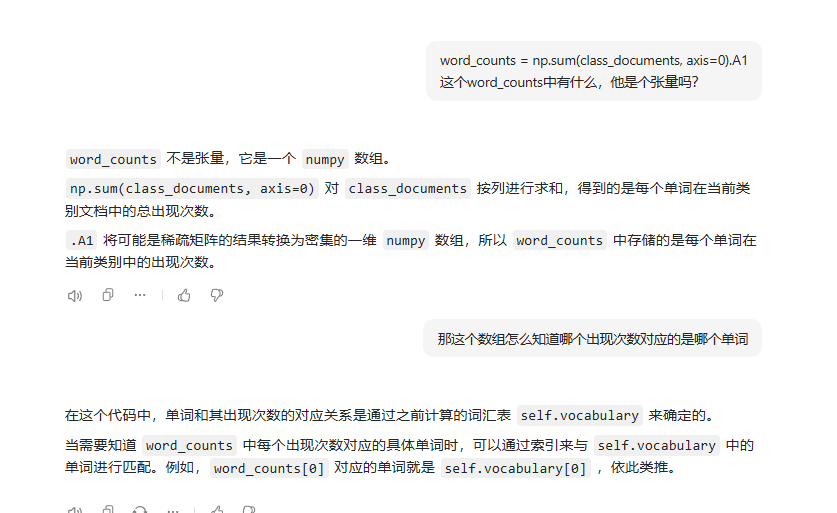 word_counts = np.sum(class_documents, axis=0).A1
这个word_counts中有什么，他是个张量吗？
word_counts 不是张量，它是一个 numpy 数组。
np.sum(class_documents, axis=0) 对 class_documents 按列进行求和，得到的是每个单词在当前类
别文档中的总出现次数。
.A1 将可能是稀疏矩阵的结果转换为密集的一维 numpy 数组，所以 word_counts 中存储的是每个单词在
当前类别中的出现次数。
那这个数组怎么知道哪个出现次数对应的是哪个单词
在这个代码中，单词和其出现次数的对应关系是通过之前计算的词汇表 self.vocabulary 来确定的。
当需要知道 word_counts 中每个出现次数对应的具体单词时，可以通过索引来与 self.vocabulary 中的
单词进行匹配。例如， word_counts[0] 对应的单词就是 self.vocabulary[0] ，依此类推。